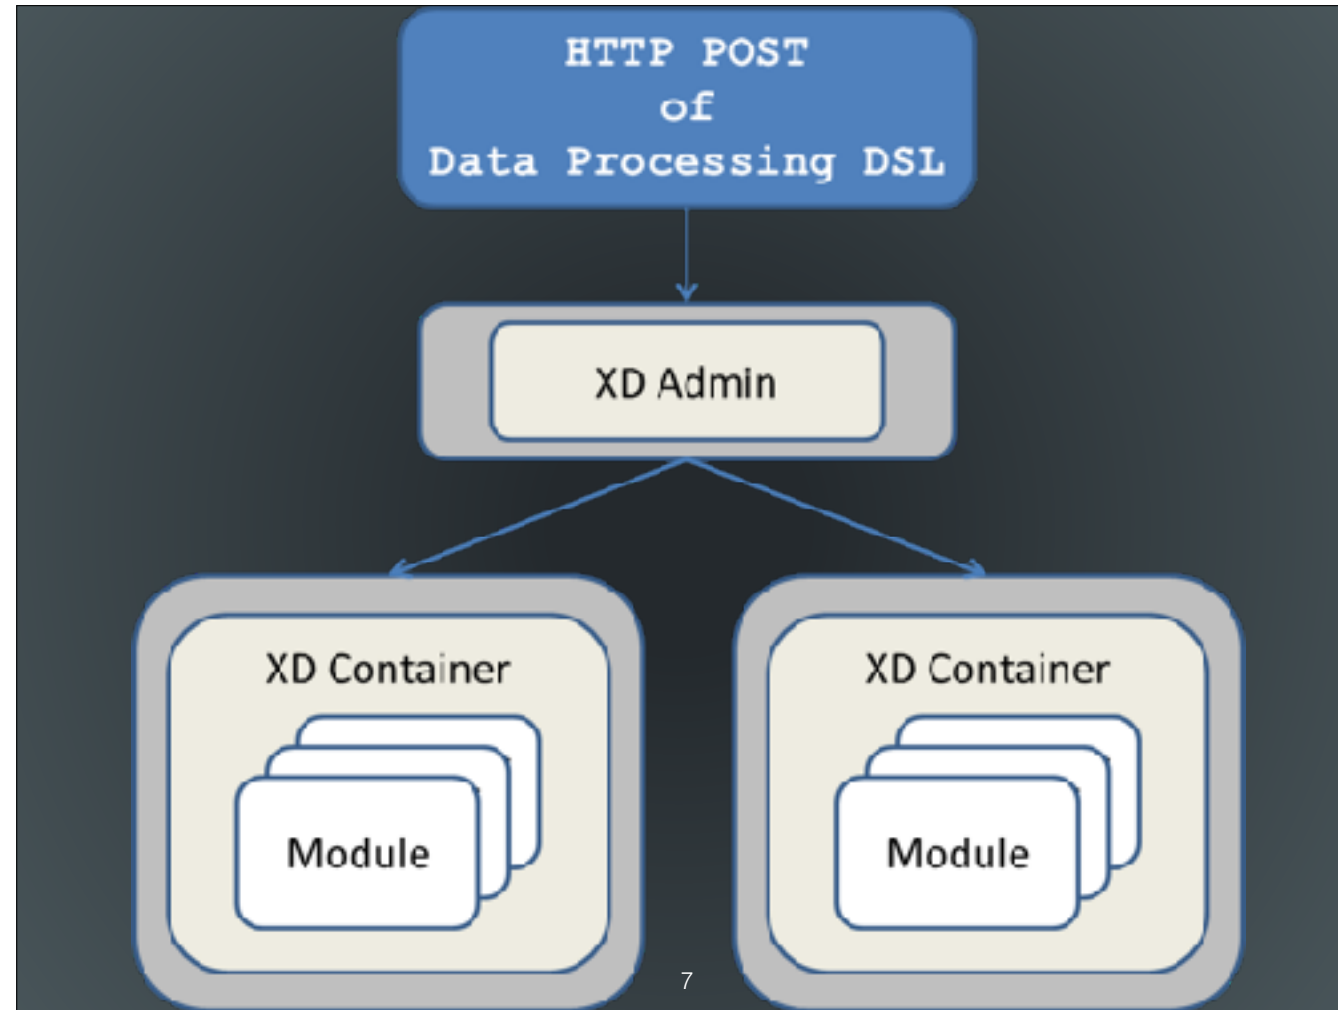 HTTP POST
of
Data Processing DSL
XD Admin
XD Container
XD Container
Module
Module
7